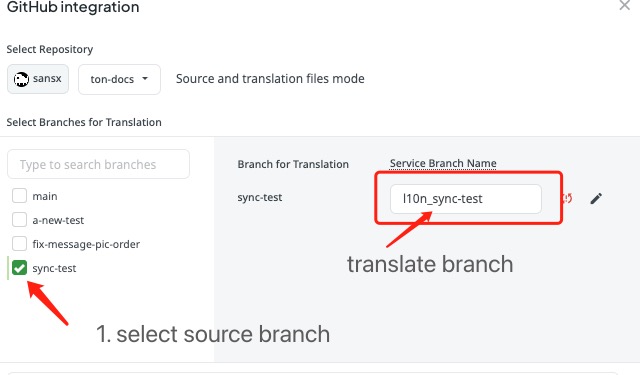 GitHub integration
Select Repository
sansx
ton-docs
Source and translation files mode
Select Branches for Translation
Type to search branches
Branch for Translation
Service Branch Name
main
sync-test
l10n_sync-test
a-new-test
fix-message-pic-order
sync-test
translate branch
1. select source branch